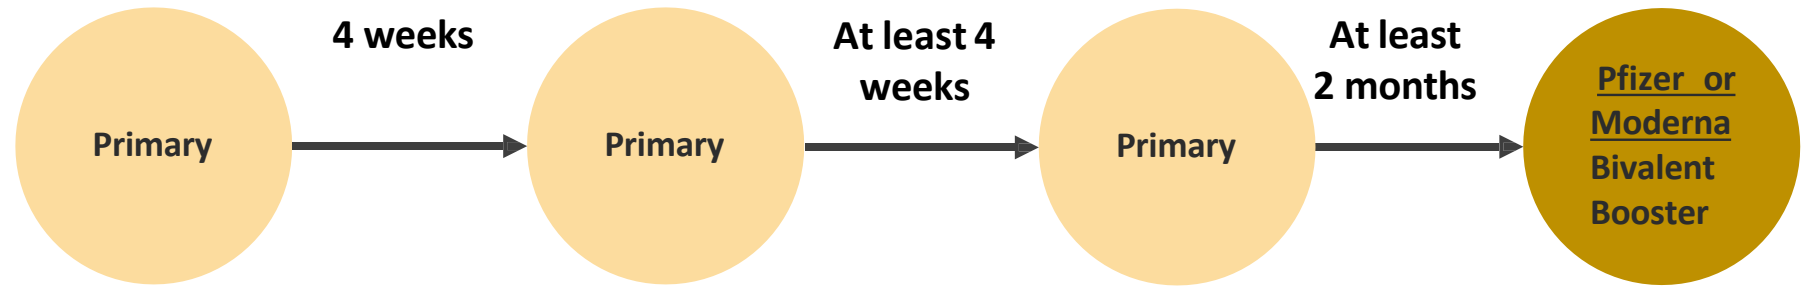 4 weeks
At least 4
weeks
At least
2 months
Primary
Primary
Primary
Pfizer or
Moderna
Bivalent
Booster